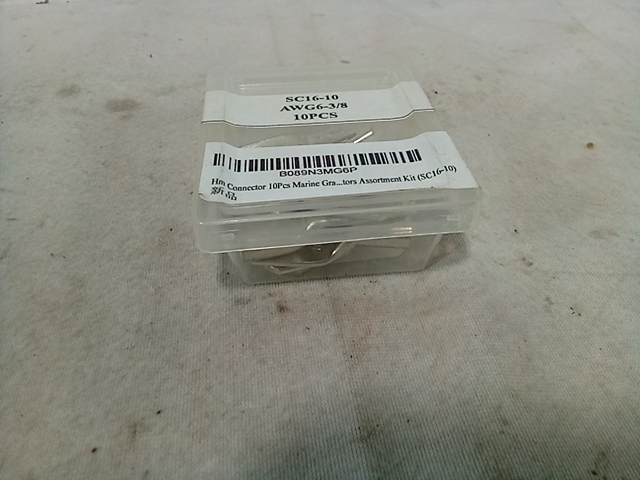 SC16-10
AWG6-3/8
10PCS
B089N3MG6P
Hm Connector 10Pcs Marine Gra...tors Assortment Kit (SC16-10)
新品